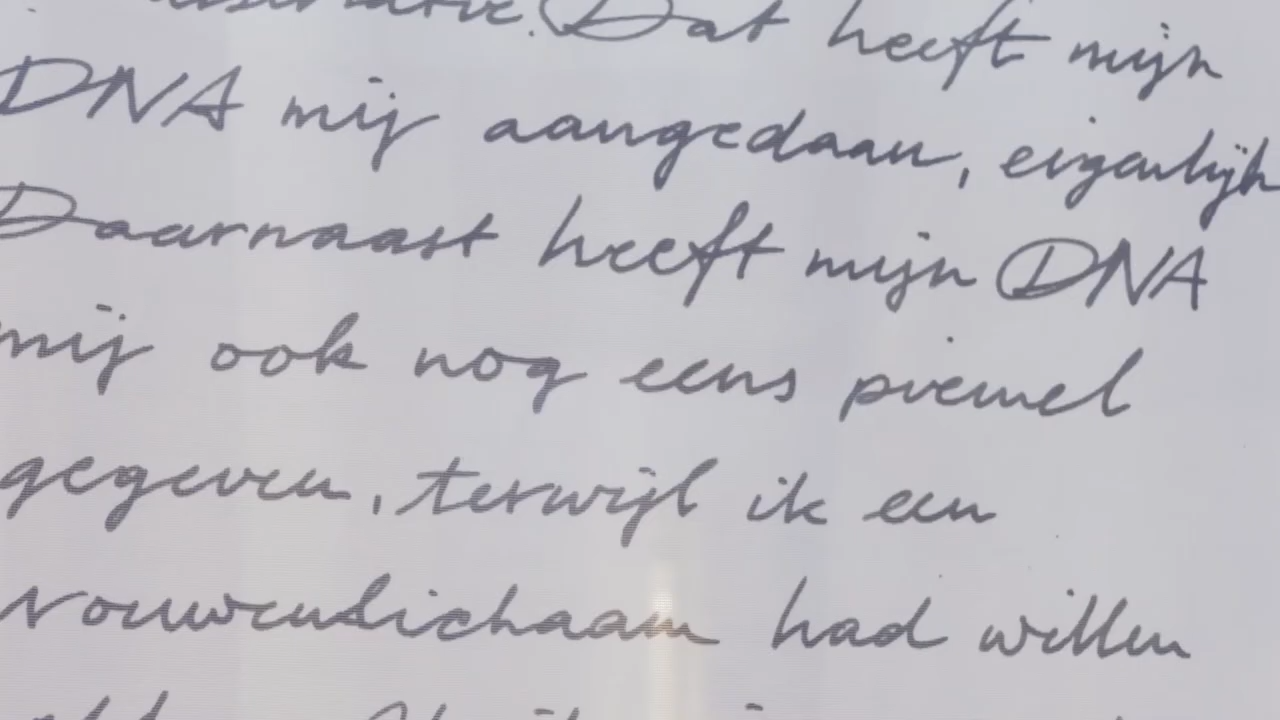 Dat heeft mijn
DNA mij aangedaan, eigenlijk
Daarnaast heeft mijn DNA
mij ook nog eens piemel
gegeven, terwijl ik een
vrouwenlichaam had willen